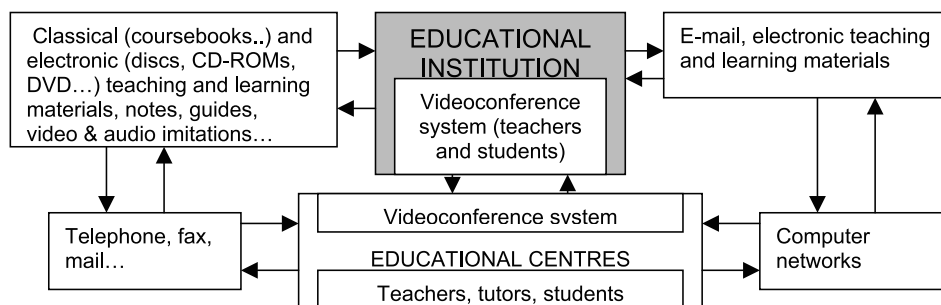 Classical (coursebooks..) and
electronic (discs, CD-ROMs,
DVD…) teaching and learning
materials, notes, guides,
video & audio imitations…
EDUCATIONAL
INSTITUTION
Videoconference
system (teachers
and students)
E-mail, electronic teaching
and learning materials
Telephone, fax,
mail…
Videoconference system
EDUCATIONAL CENTRES
Teachers, tutors, students
Computer
networks